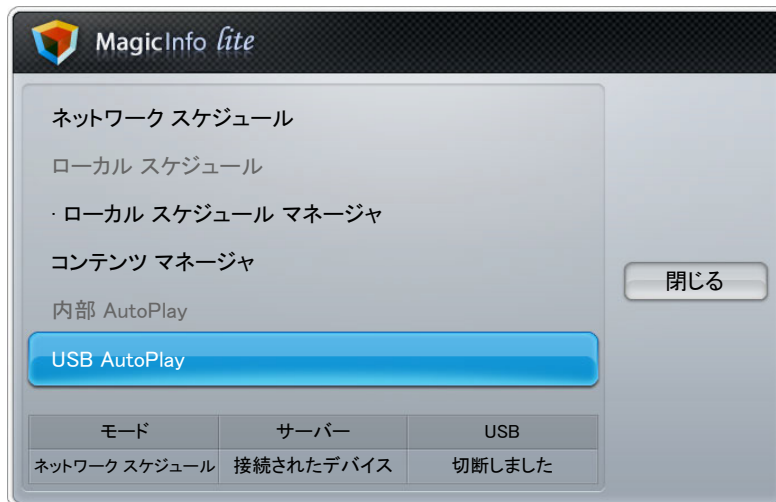 MagicInfo lite
ネットワーク スケジュール
ローカル スケジュール
· ローカル スケジュール マネージャ
コンテンツ マネージャ
閉じる
内部 AutoPlay
USB AutoPlay
モード サーバー USB
ネットワーク スケジュール 接続されたデバイス 切断しました